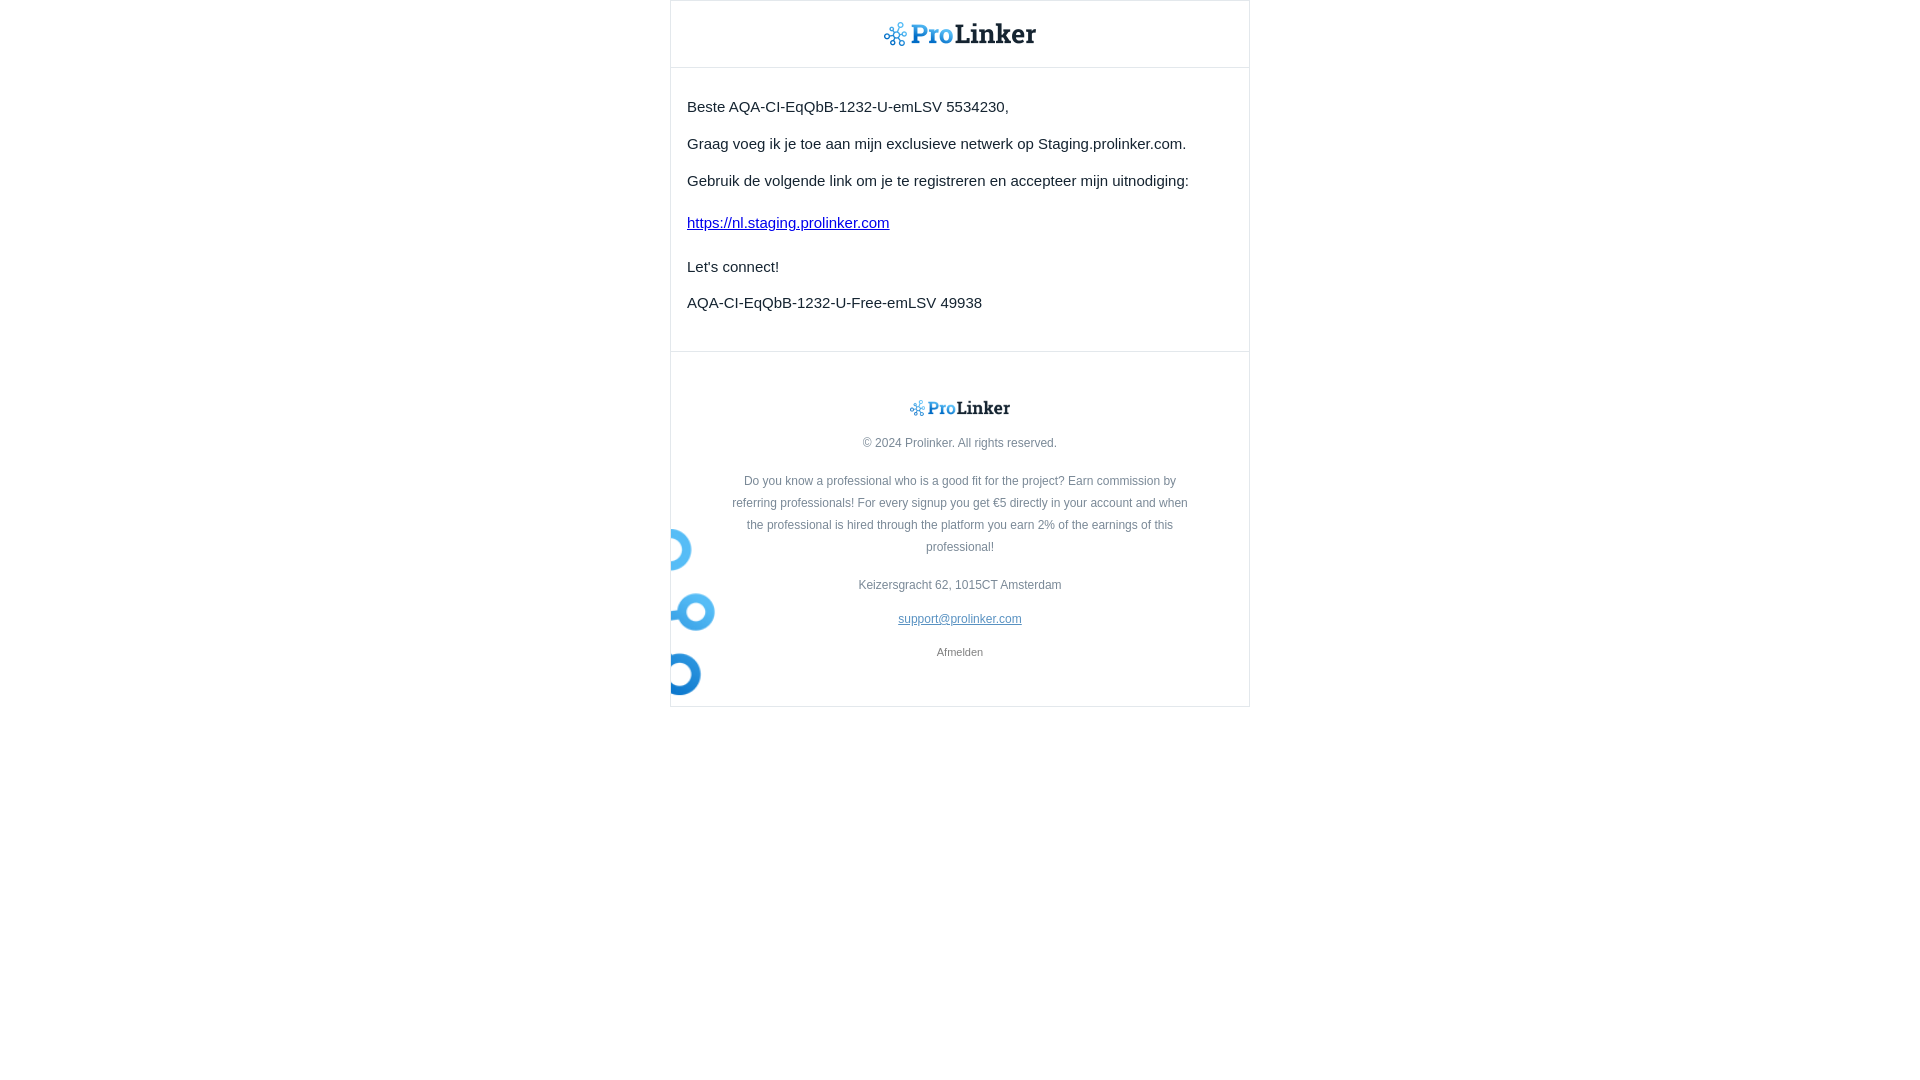 ProLinker
Beste AQA-CI-EqQbB-1232-U-emLSV 5534230,
Graag voeg ik je toe aan mijn exclusieve netwerk op Staging.prolinker.com.
Gebruik de volgende link om je te registreren en accepteer mijn uitnodiging:
https://nl.staging.prolinker.com
Let's connect!
AQA-CI-EqQbB-1232-U-Free-emLSV 49938
ProLinker
© 2024 Prolinker. All rights reserved.
Do you know a professional who is a good fit for the project? Earn commission by
referring professionals! For every signup you get €5 directly in your account and when
the professional is hired through the platform you earn 2% of the earnings of this
professional!
Keizersgracht 62, 1015CT Amsterdam
support@prolinker.com
Afmelden